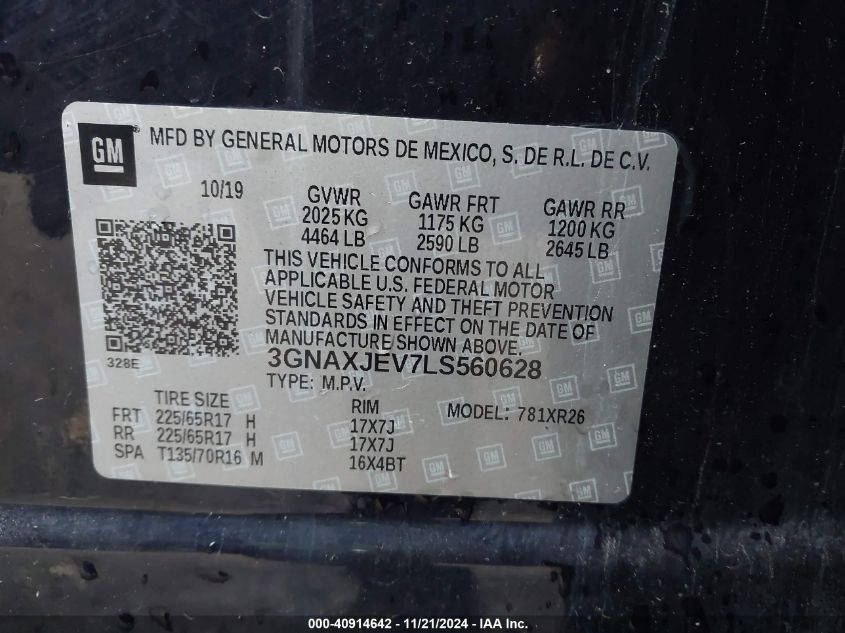 GM
MFD BY GENERAL MOTORS DE MEXICO, S. DE R.L. DE C.V.
10/19
GVWR GAWR FRT GAWR RR
2025 KG 1175 KG 1200 KG
4464 LB 2590 LB 2645 LB
THIS VEHICLE CONFORMS TO ALL
APPLICABLE U.S. FEDERAL MOTOR
VEHICLE SAFETY AND THEFT PREVENTION
STANDARDS IN EFFECT ON THE DATE OF
MANUFACTURE SHOWN ABOVE.
328E
3GNAXJEV7LS560628
TYPE: M.P.V.
TIRE SIZE RIM MODEL: 781XR26
FRT 225/65R17 H 17X7J
RR 225/65R17 H 17X7J
SPA T135/70R16 M 16X4BT
000-40914642 - 11/21/2024 - IAA Inc.